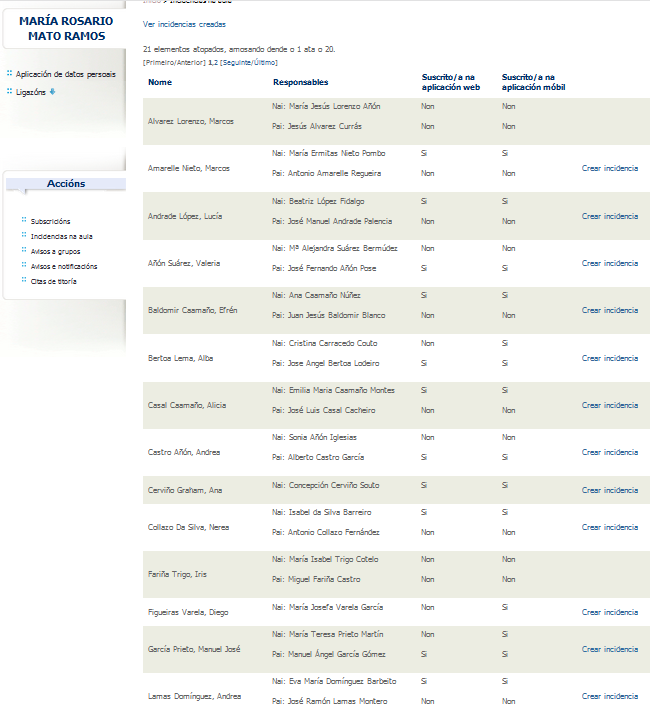 MARÍA ROSARIO
MATO RAMOS
Aplicación de datos persoais
Ligazóns
Accións
Subscricións
Incidencias na aula
Avisos a grupos
Avisos e notificacións
Citas de titoría
Ver incidencias creadas
21 elementos atopados, amosando dende o 1 ata o 20.
[Primeiro/Anterior] 1,2 [Seguinte/Último]
Nome Responsables Suscrito/a na aplicación web Suscrito/a na aplicación móbil
Alvarez Lorenzo, Marcos
Nai: María Jesús Lorenzo Añón Non Non
Pai: Jesús Alvarez Currás Non Non
Amarelle Nieto, Marcos
Nai: María Ermitas Nieto Pombo Si Si
Pai: Antonio Amarelle Regueira Non Non
Crear incidencia
Andrade López, Lucía
Nai: Beatriz López Fidalgo Si Si
Pai: José Manuel Andrade Palencia Non Non
Crear incidencia
Añón Suárez, Valeria
Nai: Mª Alejandra Suárez Bermúdez Non Non
Pai: José Fernando Añón Pose Si Si
Crear incidencia
Baldomir Caamaño, Efrén
Nai: Ana Caamaño Núñez Si Si
Pai: Juan Jesús Baldomir Blanco Non Non
Crear incidencia
Bertoa Lema, Alba
Nai: Cristina Carracedo Couto Non Si
Pai: Jose Angel Bertoa Lodeiro Si Si
Crear incidencia
Casal Caamaño, Alicia
Nai: Emilia Maria Caamaño Montes Si Si
Pai: José Luis Casal Cacheiro Non Non
Crear incidencia
Castro Añón, Andrea
Nai: Sonia Añón Iglesias Non Non
Pai: Alberto Castro García Si Si
Crear incidencia
Cerviño Graham, Ana
Nai: Concepción Cerviño Souto Si Si
Crear incidencia
Collazo Da Silva, Nerea
Nai: Isabel da Silva Barreiro Si Si
Pai: Antonio Collazo Fernández Non Non
Crear incidencia
Fariña Trigo, Iris
Nai: María Isabel Trigo Cotelo Non Non
Pai: Miguel Fariña Castro Non Non
Figueiras Varela, Diego
Nai: María Josefa Varela García Non Si
Crear incidencia
García Prieto, Manuel José
Nai: María Teresa Prieto Martín Non Si
Pai: Manuel Ángel García Gómez Si Si
Crear incidencia
Lamas Domínguez, Andrea
Nai: Eva María Domínguez Barbeito Si Si
Pai: José Ramón Lamas Montero Non Non
Crear incidencia